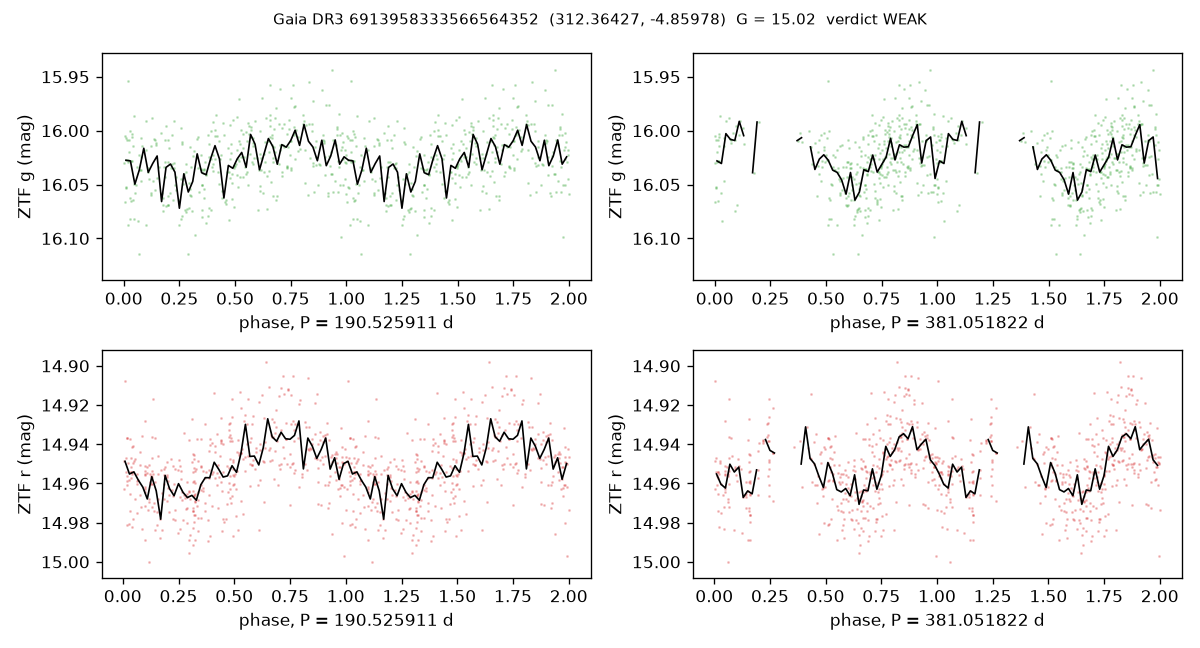 Gaia DR3 6913958333566564352 (312.36427, -4.85978) G = 15.02 verdict WEAK
ZTF g (mag)
15.95
16.00
16.05
16.10
0.00 0.25 0.50 0.75 1.00 1.25 1.50 1.75 2.00
phase, P = 190.525911 d
ZTF g (mag)
15.95
16.00
16.05
16.10
0.00 0.25 0.50 0.75 1.00 1.25 1.50 1.75 2.00
phase, P = 381.051822 d
ZTF r (mag)
14.90
14.92
14.94
14.96
14.98
15.00
0.00 0.25 0.50 0.75 1.00 1.25 1.50 1.75 2.00
phase, P = 190.525911 d
ZTF r (mag)
14.90
14.92
14.94
14.96
14.98
15.00
0.00 0.25 0.50 0.75 1.00 1.25 1.50 1.75 2.00
phase, P = 381.051822 d